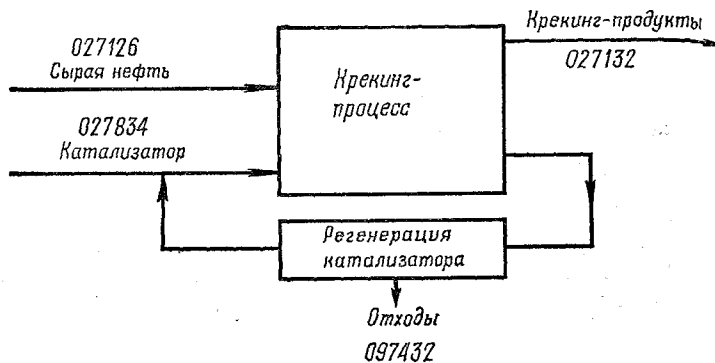 027126
Сырая нефть
027834
Катализатор
Крекинг-
процесс
Крекинг-продукты
027132
Регенерация
катализатора
Отходы
097432